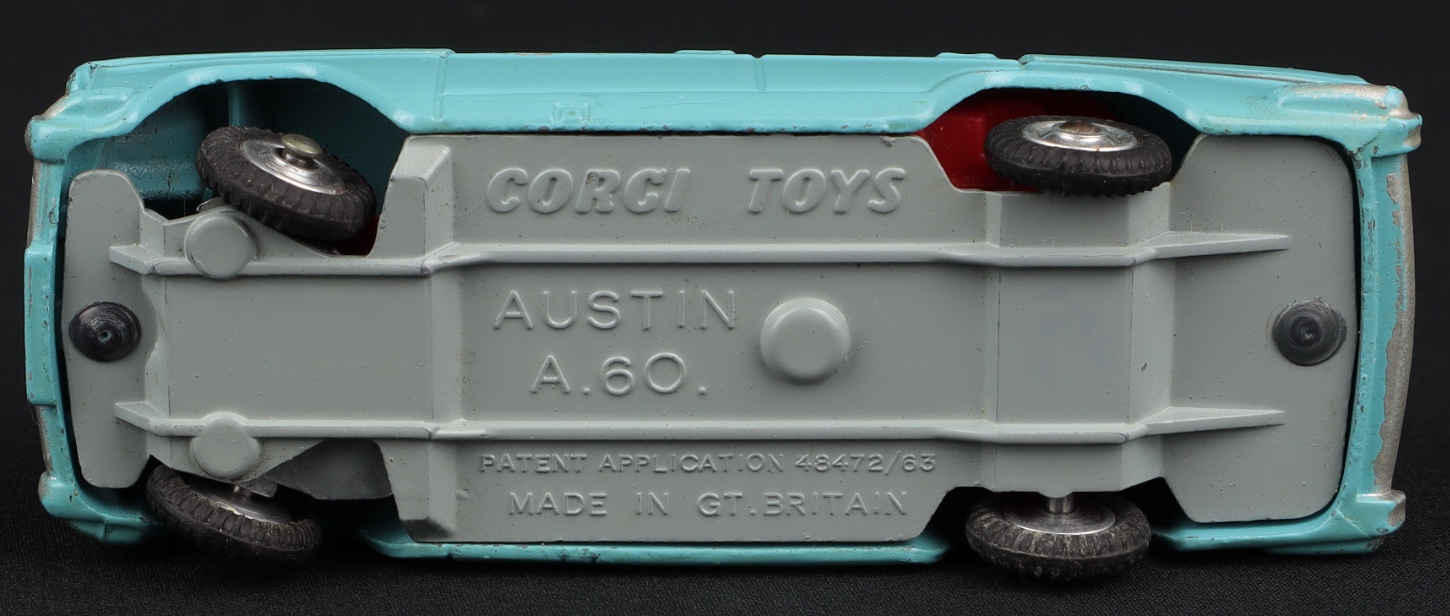 CORGI TOYS
AUSTIN
A.60.
PATENT APPLICATION 48472/63
MADE IN GT.BRITAIN